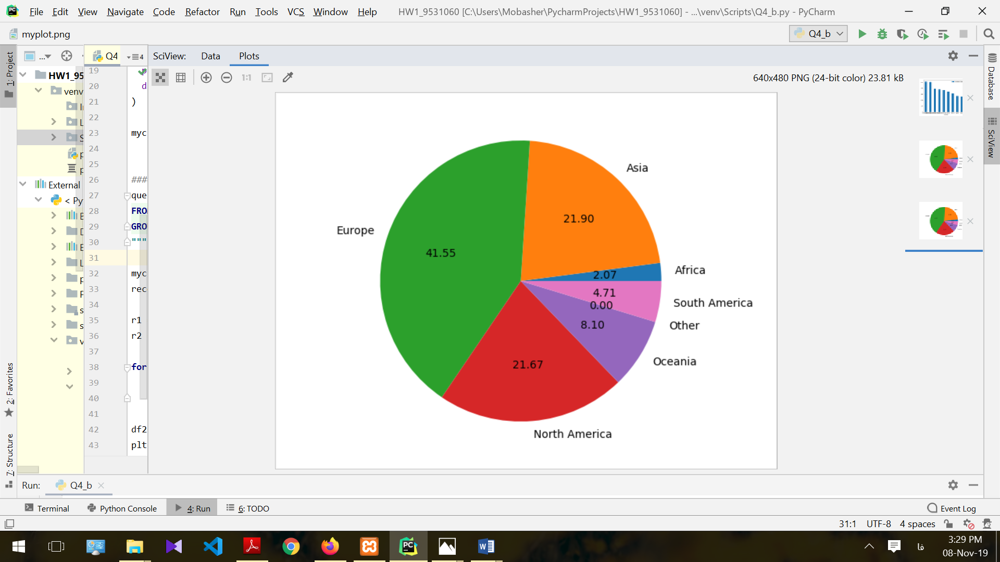 File Edit View Navigate Code Refactor Run Tools VCS Window Help HW1_9531060 [C:\Users\Mobasher\PycharmProjects\HW1_9531060] - ...\venv\Scripts\Q4_b.py - PyCharm
myplot.png Q4_b
1: Project
... Q4 4 SciView: Data Plots
640x480 PNG (24-bit color) 23.81 kB
HW1_953
venv
External
< Py
19 p
20 d
21 )
22
23 myc
24
25
26 ###
27 que
28 FRO
29 GRO
30 """
31
32 myc
33 rec
34
35 r1
36 r2
37
38 for
39
40
41
42 df2
43 plt
1:1
Asia
21.90
Europe
41.55
Africa
2.07
4.71
0.00
South America
8.10
Other
Oceania
21.67
North America
Database
SciView
2: Favorites
7: Structure
Run: Q4_b
Terminal Python Console 4: Run 6: TODO Event Log
31:1 UTF-8 4 spaces
PC
فا
3:29 PM
08-Nov-19